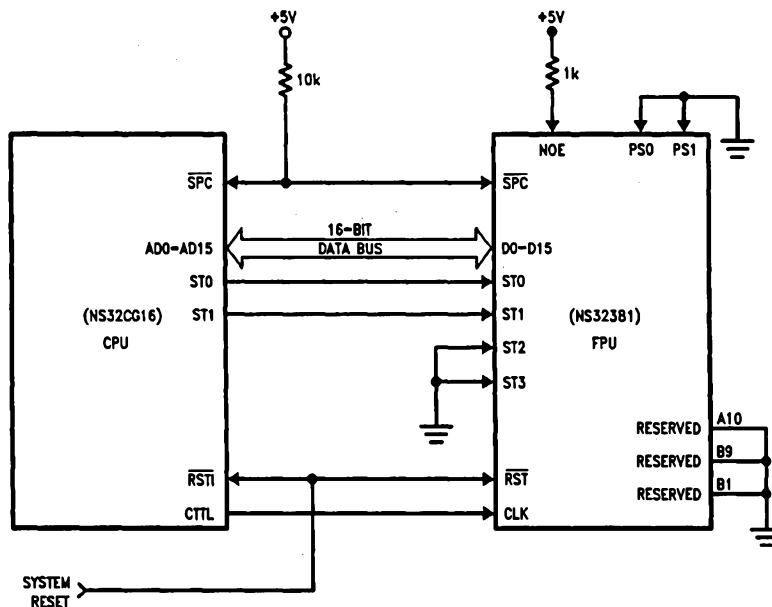 +5V
+5V
10k
1k
NOE
PS0
PS1
SPC
SPC
16-BIT
AD0-AD15
DATA BUS
D0-D15
ST0
ST0
(NS32CG16)
ST1
ST1
(NS32381)
CPU
FPU
ST2
ST3
RESERVED
A10
RESERVED
B9
RSTI
RST
RESERVED
B1
CTTL
CLK
SYSTEM
RESET